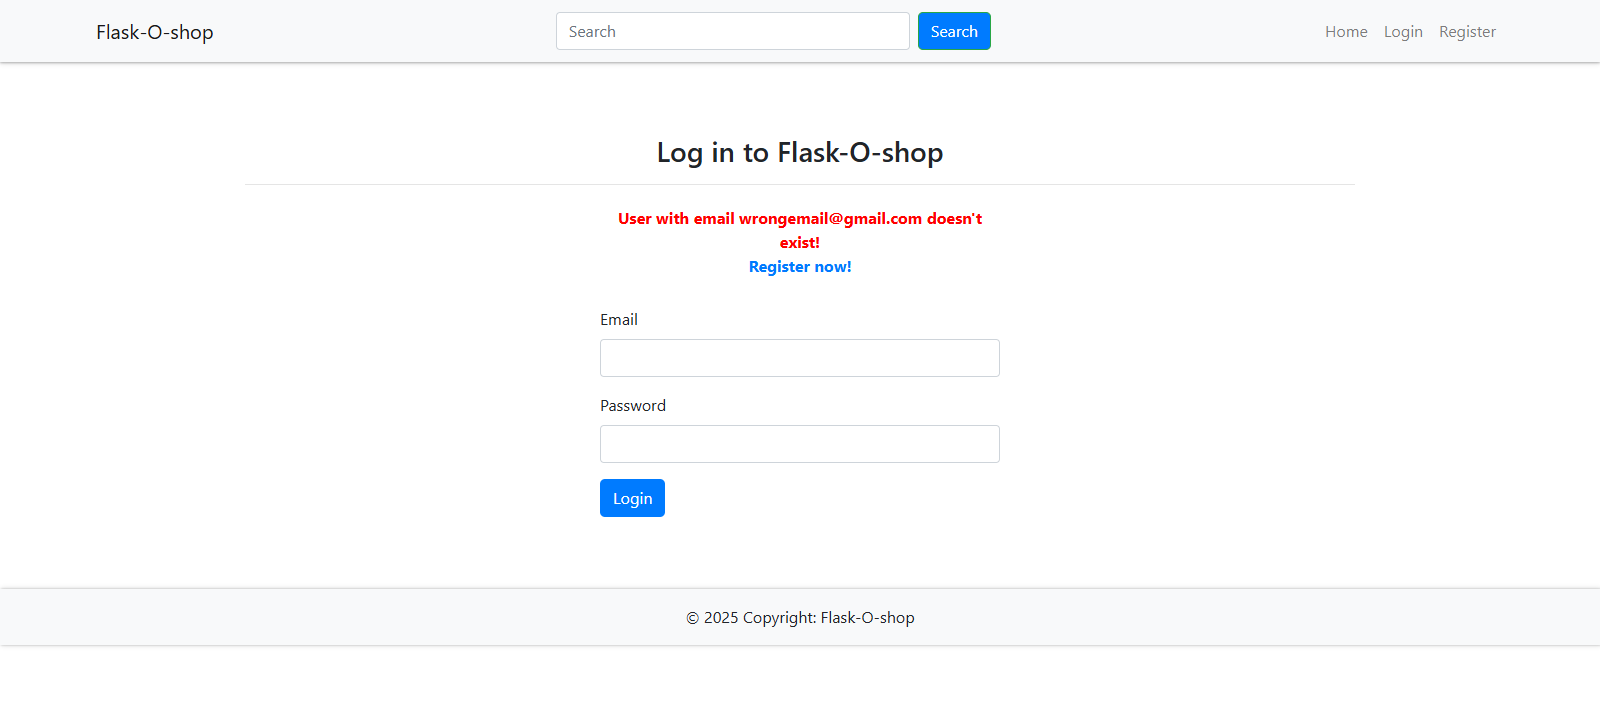 Flask-O-shop
Search
Search
Home
Login
Register
Log in to Flask-O-shop
User with email wrongemail@gmail.com doesn't
exist!
Register now!
Email
Password
Login
© 2025 Copyright: Flask-O-shop